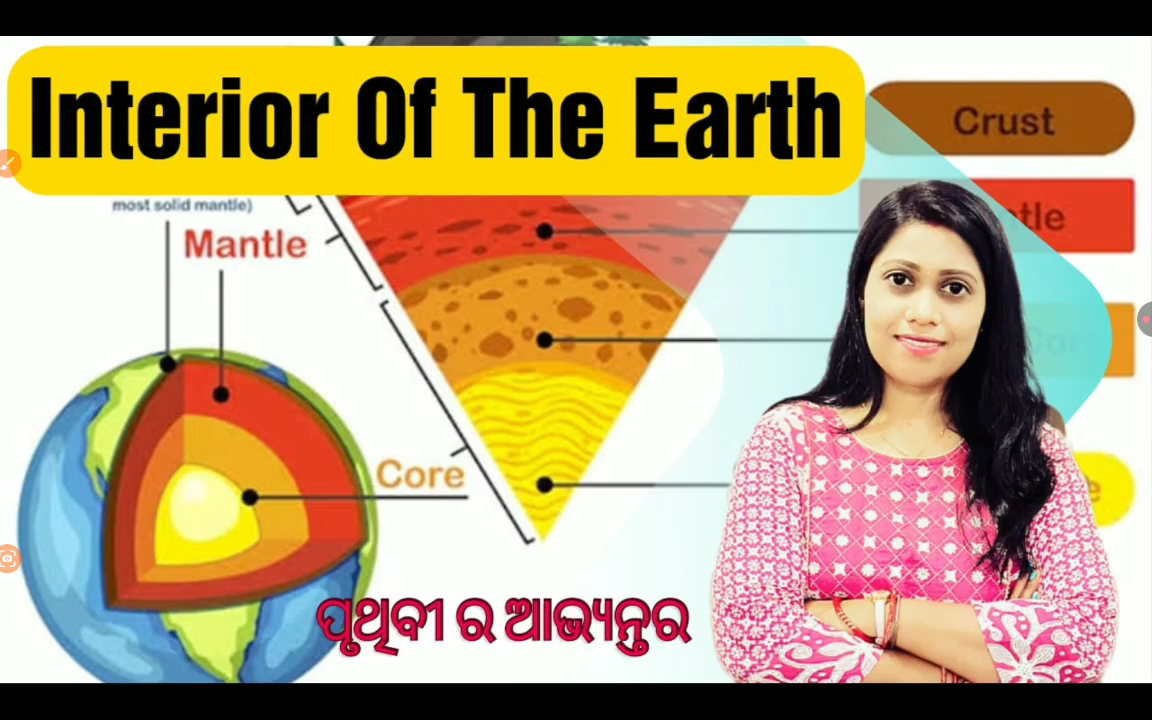 Interior Of The Earth
Crust
most solid mantle)
Mantle
Core
ପୃଥିବୀ ର ଆଭ୍ୟନ୍ତର